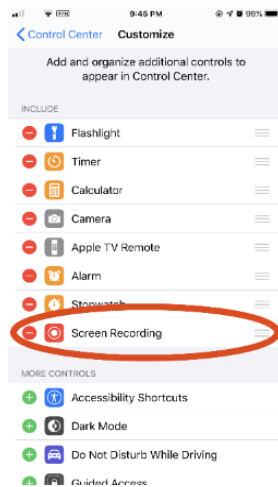 9:46 PM
99%
Control Center Customize
Add and organize additional controls to
appear in Control Center.
INCLUDE
Flashlight
Timer
Calculator
Camera
Apple TV Remote
Alarm
Stopwatch
Screen Recording
MORE CONTROLS
Accessibility Shortcuts
Dark Mode
Do Not Disturb While Driving
Guided Access